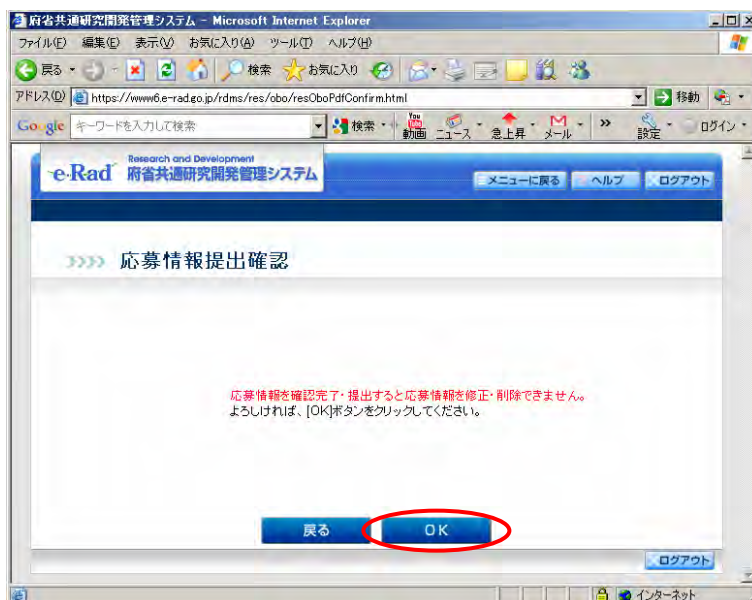 府省共通研究開発管理システム - Microsoft Internet Explorer
ファイル(F) 編集(E) 表示(V) お気に入り(A) ツール(T) ヘルプ(H)
戻る 検索 お気に入り
アドレス(D) https://www6.e-rad.go.jp/rdms/res/obo/resOboPdfConfirm.html 移動
Google キーワードを入力して検索 検索 You Tube 動画 ニュース 急上昇 メール » 設定 ログイン
e-Rad Research and Development
府省共通研究開発管理システム メニューに戻る ヘルプ ログアウト
>>>> 応募情報提出確認
応募情報を確認完了・提出すると応募情報を修正・削除できません。
よろしければ、[OK]ボタンをクリックしてください。
戻る OK
ログアウト
インターネット